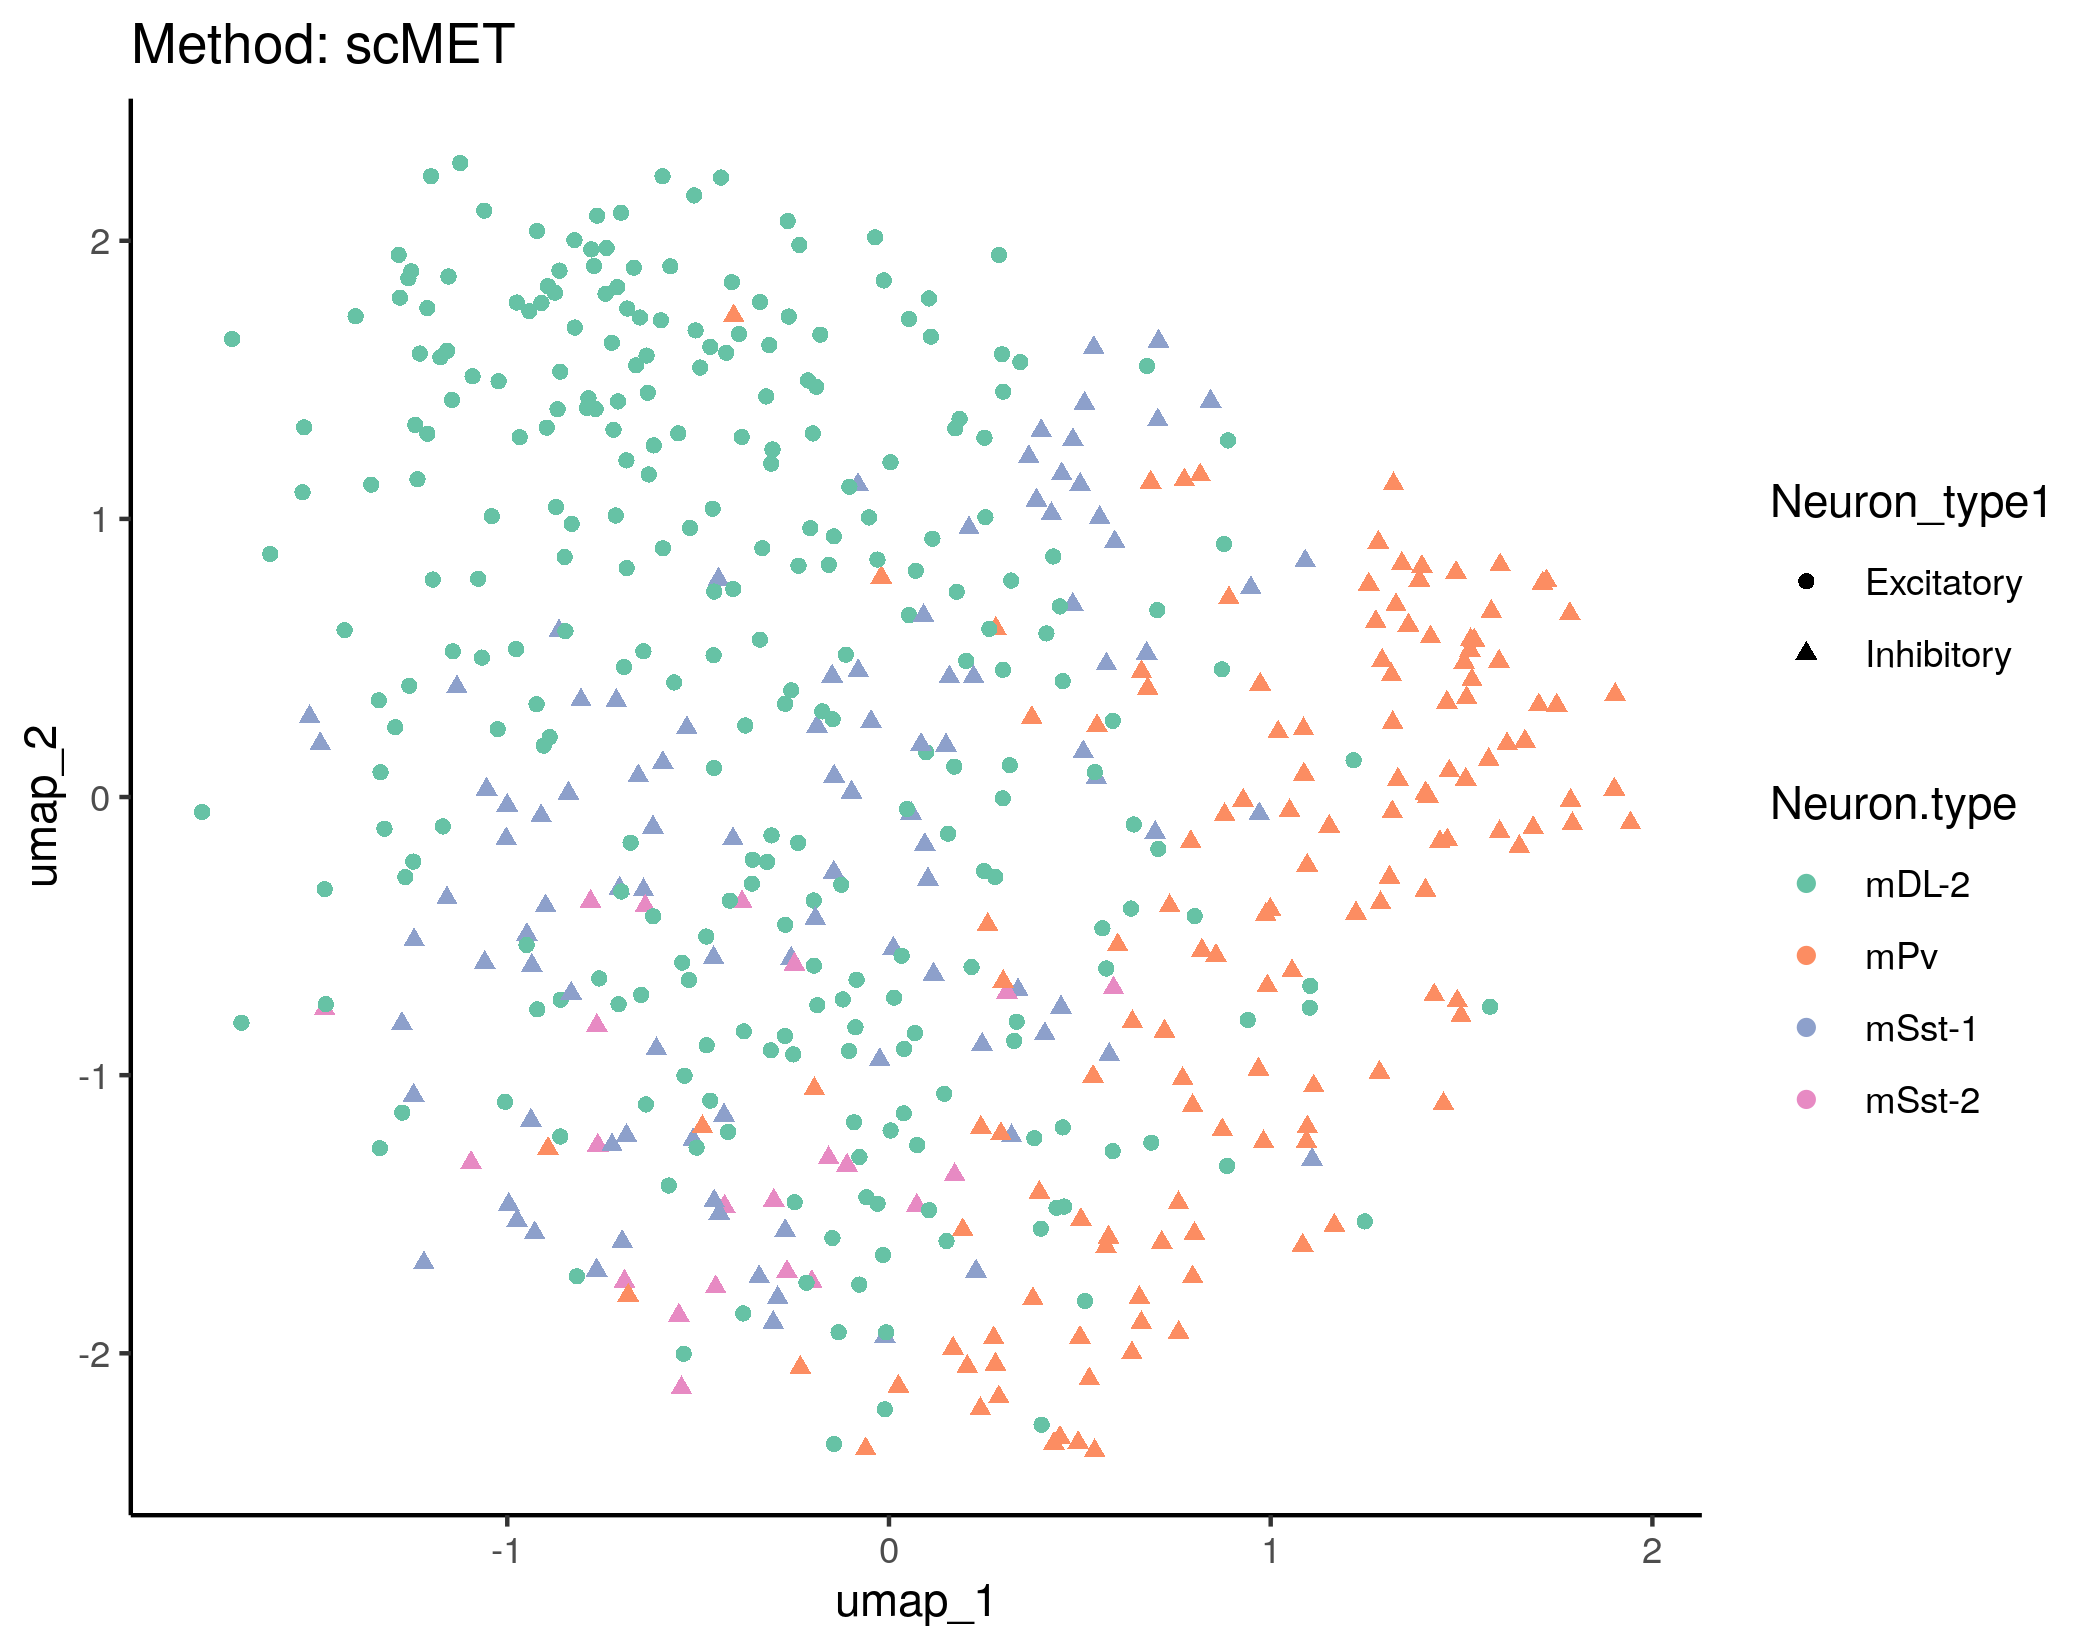 Method: scMET
umap_2
2
1
0
-1
-2
-1
0
1
2
umap_1
Neuron_type1
Excitatory
Inhibitory
Neuron.type
mDL-2
mPv
mSst-1
mSst-2